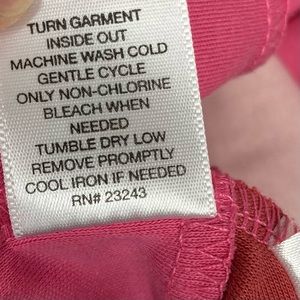 TURN GARMENT
INSIDE OUT
MACHINE WASH COLD
GENTLE CYCLE
ONLY NON-CHLORINE
BLEACH WHEN
NEEDED
TUMBLE DRY LOW
REMOVE PROMPTLY
COOL IRON IF NEEDED
RN# 23243